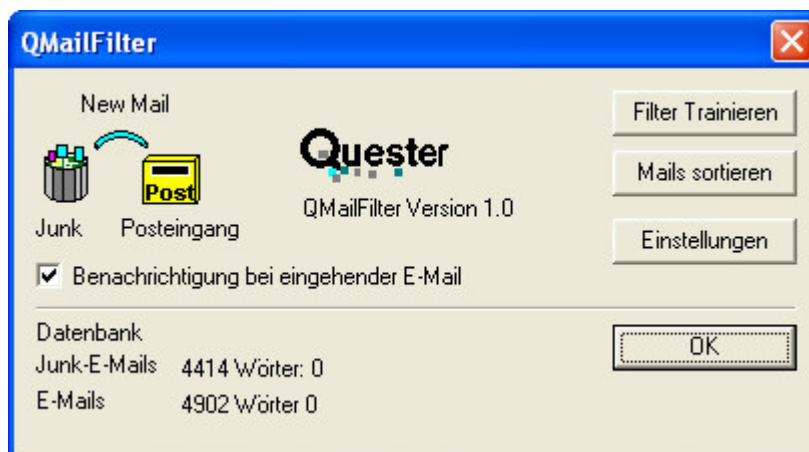 QMailFilter
New Mail
Post
Junk Posteingang
Quester
QMailFilter Version 1.0
Benachrichtigung bei eingehender E-Mail
Filter Trainieren
Mails sortieren
Einstellungen
Datenbank
Junk-E-Mails 4414 Wörter: 0
E-Mails 4902 Wörter 0
OK